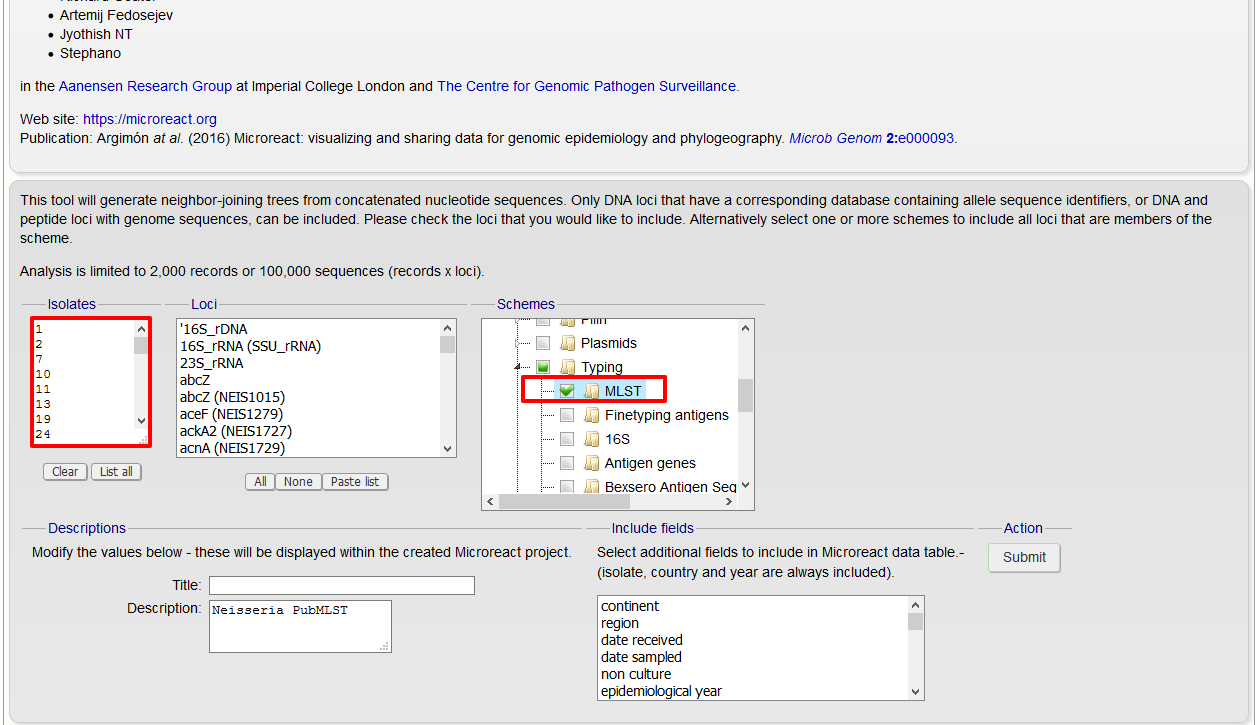 Artemij Fedosejev
Jyothish NT
Stephano
in the Aanensen Research Group at Imperial College London and The Centre for Genomic Pathogen Surveillance.
Web site: https://microreact.org
Publication: Argimón at al. (2016) Microreact: visualizing and sharing data for genomic epidemiology and phylogeography. Microb Genom 2:e000093.
This tool will generate neighbor-joining trees from concatenated nucleotide sequences. Only DNA loci that have a corresponding database containing allele sequence identifiers, or DNA and
peptide loci with genome sequences, can be included. Please check the loci that you would like to include. Alternatively select one or more schemes to include all loci that are members of the
scheme.
Analysis is limited to 2,000 records or 100,000 sequences (records x loci).
Isolates
1
2
7
10
11
13
19
24
Clear
List all
Loci
'16S_rDNA
16S_rRNA (SSU_rRNA)
23S_rRNA
abcZ
abcZ (NEIS1015)
aceF (NEIS1279)
ackA2 (NEIS1727)
acnA (NEIS1729)
All
None
Paste list
Schemes
Pilin
Plasmids
Typing
MLST
Finetyping antigens
16S
Antigen genes
Bexsero Antigen Seq
Descriptions
Modify the values below - these will be displayed within the created Microreact project.
Title:
Description:
Neisseria PubMLST
Include fields
Select additional fields to include in Microreact data table.-
(isolate, country and year are always included).
continent
region
date received
date sampled
non culture
epidemiological year
Action
Submit